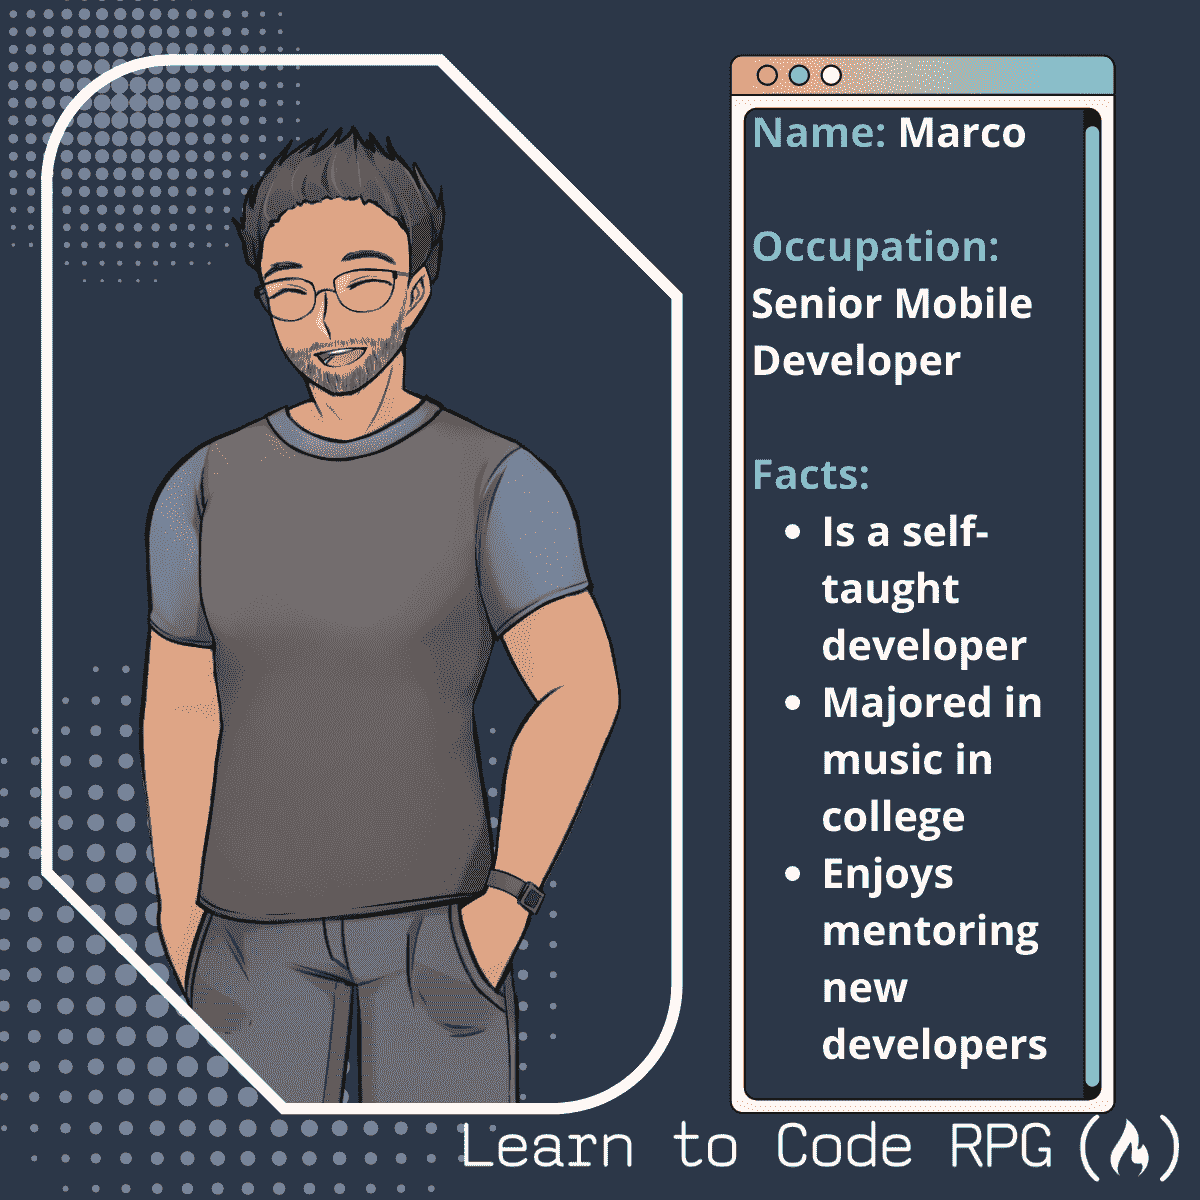 Name: Marco
Occupation:
Senior Mobile
Developer
Facts:
• Is a self-
taught
developer
• Majored in
music in
college
• Enjoys
mentoring
new
developers
Learn to Code RPG